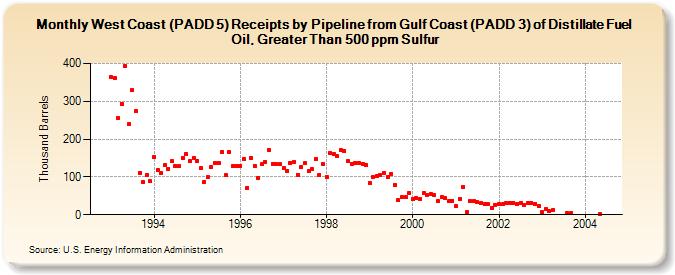 Monthly West Coast (PADD 5) Receipts by Pipeline from Gulf Coast (PADD 3) of Distillate Fuel
Oil, Greater Than 500 ppm Sulfur
Thousand Barrels
400
300
200
100
0
1994 1996 1998 2000 2002 2004
Source: U.S. Energy Information Administration